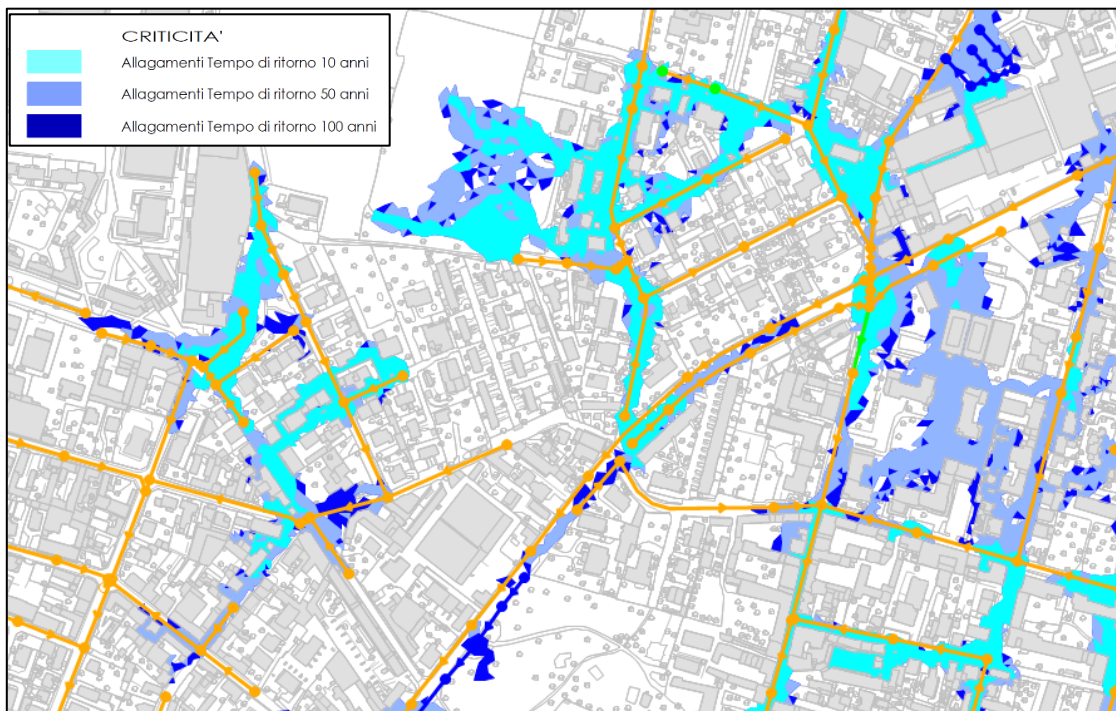 CRITICITA'
Allagamenti Tempo di ritorno 10 anni
Allagamenti Tempo di ritorno 50 anni
Allagamenti Tempo di ritorno 100 anni